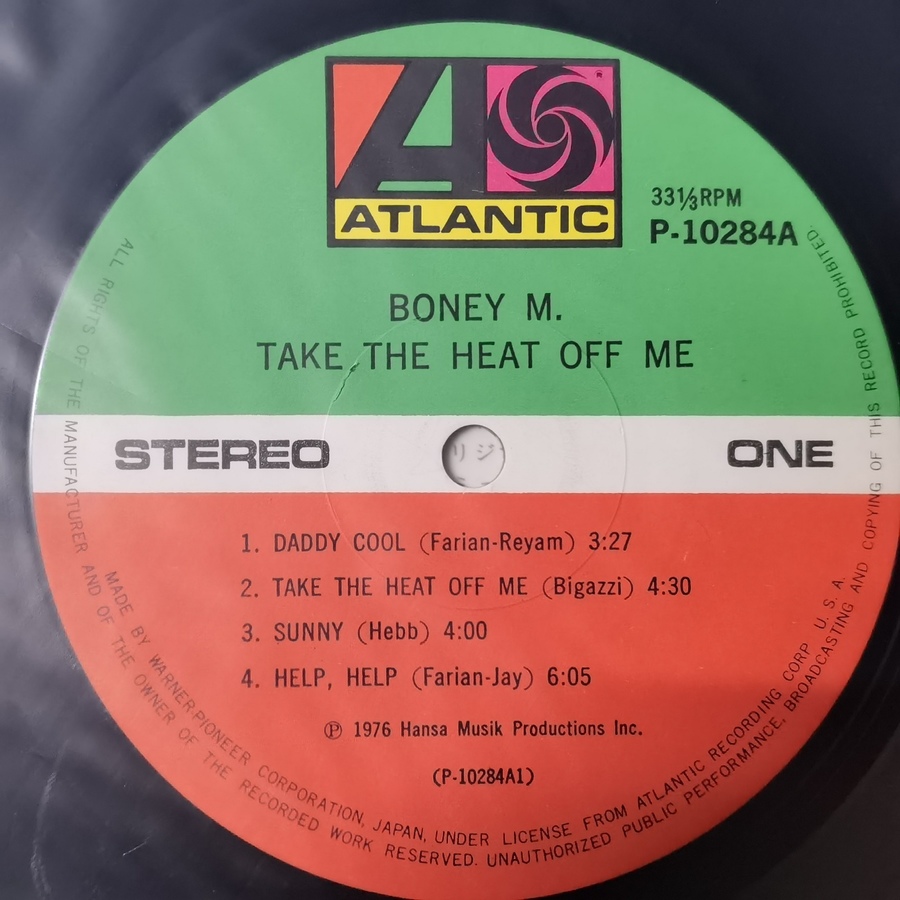 ATLANTIC
®
33⅓RPM
P-10284A
BONEY M.
TAKE THE HEAT OFF ME
STEREO
ONE
リジ
1. DADDY COOL (Farian-Reyam) 3:27
2. TAKE THE HEAT OFF ME (Bigazzi) 4:30
3. SUNNY (Hebb) 4:00
4. HELP, HELP (Farian-Jay) 6:05
Ⓟ 1976 Hansa Musik Productions Inc.
(P-10284A1)
MADE BY WARNER-PIONEER CORPORATION, JAPAN, UNDER LICENSE FROM ATLANTIC RECORDING CORP. U. S. A.
ALL RIGHTS OF THE MANUFACTURER AND OF THE OWNER OF THE RECORDED WORK RESERVED. UNAUTHORIZED PUBLIC PERFORMANCE, BROADCASTING AND COPYING OF THIS RECORD PROHIBITED.